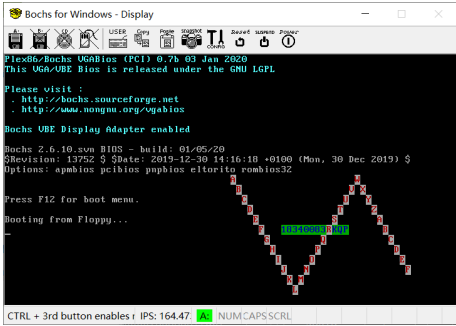 Bochs for Windows - Display
A:
B:
CD
USER
Copy
Paste
Snapshot
CONFIG
Reset
SUSPEND
Power
Plex86/Bochs VGABios (PCI) 0.7b 03 Jan 2020
This VGA/VBE Bios is released under the GNU LGPL
Please visit :
. http://bochs.sourceforge.net
. http://www.nongnu.org/vgabios
Bochs VBE Display Adapter enabled
Bochs 2.6.10.svn BIOS - build: 01/05/20
$Revision: 13752 $ $Date: 2019-12-30 14:16:18 +0100 (Mon, 30 Dec 2019) $
Options: apmbios pcibios pnpbios eltorito rombios32
Press F12 for boot menu.
Booting from Floppy...
18340083
CTRL + 3rd button enables r
IPS: 164.47
A:
NUM
CAPS
SCRL